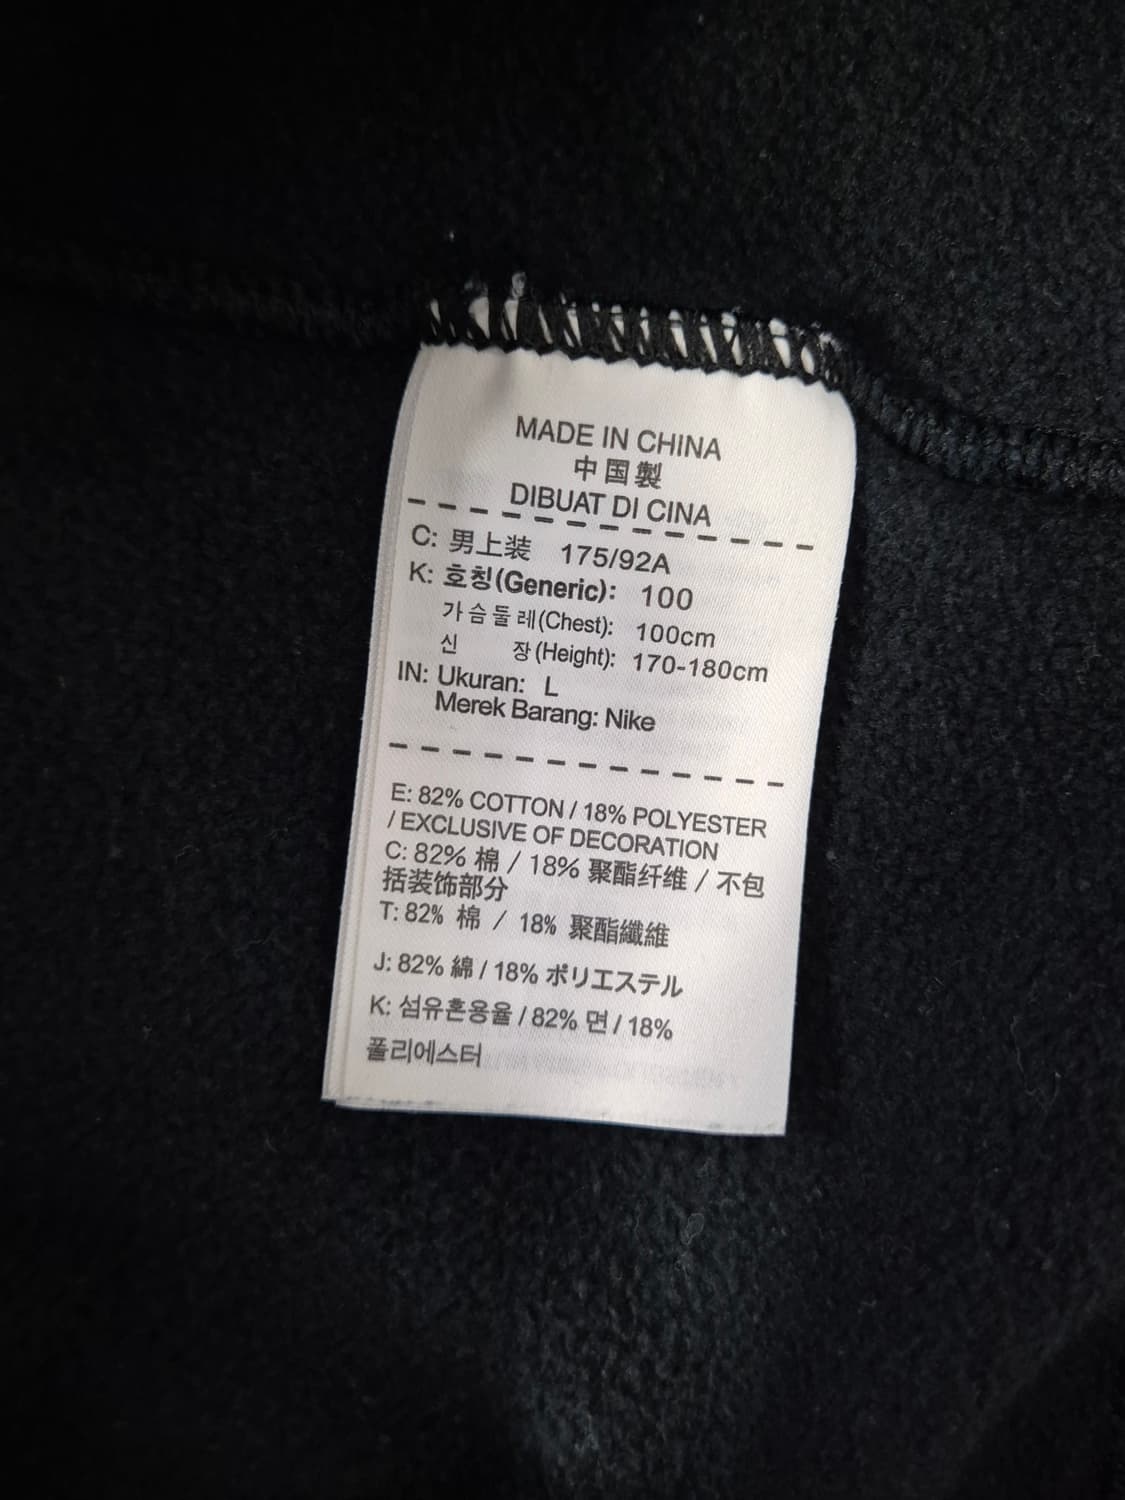 MADE IN CHINA
中国製
DIBUAT DI CINA
C: 男上装 175/92A
K: 호칭(Generic): 100
가슴둘레(Chest): 100cm
신 장(Height): 170-180cm
IN: Ukuran: L
Merek Barang: Nike
E: 82% COTTON / 18% POLYESTER
/ EXCLUSIVE OF DECORATION
C: 82% 棉 / 18% 聚酯纤维 / 不包
括装饰部分
T: 82% 棉 / 18% 聚酯纖維
J: 82% 綿 / 18% ポリエステル
K: 섬유혼용율 / 82% 면 / 18%
폴리에스터